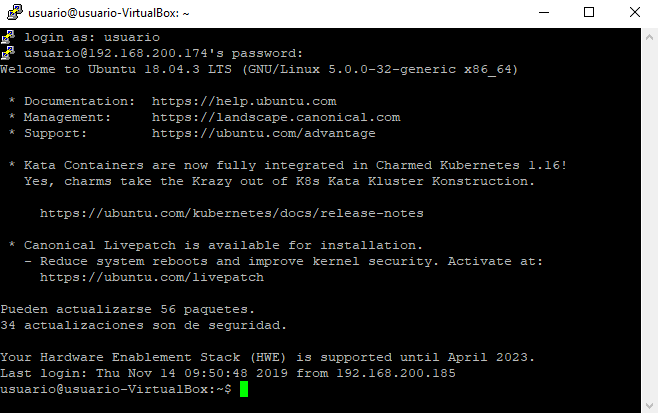 usuario@usuario-VirtualBox: ~
login as: usuario
usuario@192.168.200.174's password:
Welcome to Ubuntu 18.04.3 LTS (GNU/Linux 5.0.0-32-generic x86_64)
* Documentation:  https://help.ubuntu.com
* Management:     https://landscape.canonical.com
* Support:        https://ubuntu.com/advantage
* Kata Containers are now fully integrated in Charmed Kubernetes 1.16!
Yes, charms take the Krazy out of K8s Kata Kluster Konstruction.
https://ubuntu.com/kubernetes/docs/release-notes
* Canonical Livepatch is available for installation.
- Reduce system reboots and improve kernel security. Activate at:
https://ubuntu.com/livepatch
Pueden actualizarse 56 paquetes.
34 actualizaciones son de seguridad.
Your Hardware Enablement Stack (HWE) is supported until April 2023.
Last login: Thu Nov 14 09:50:48 2019 from 192.168.200.185
usuario@usuario-VirtualBox:~$